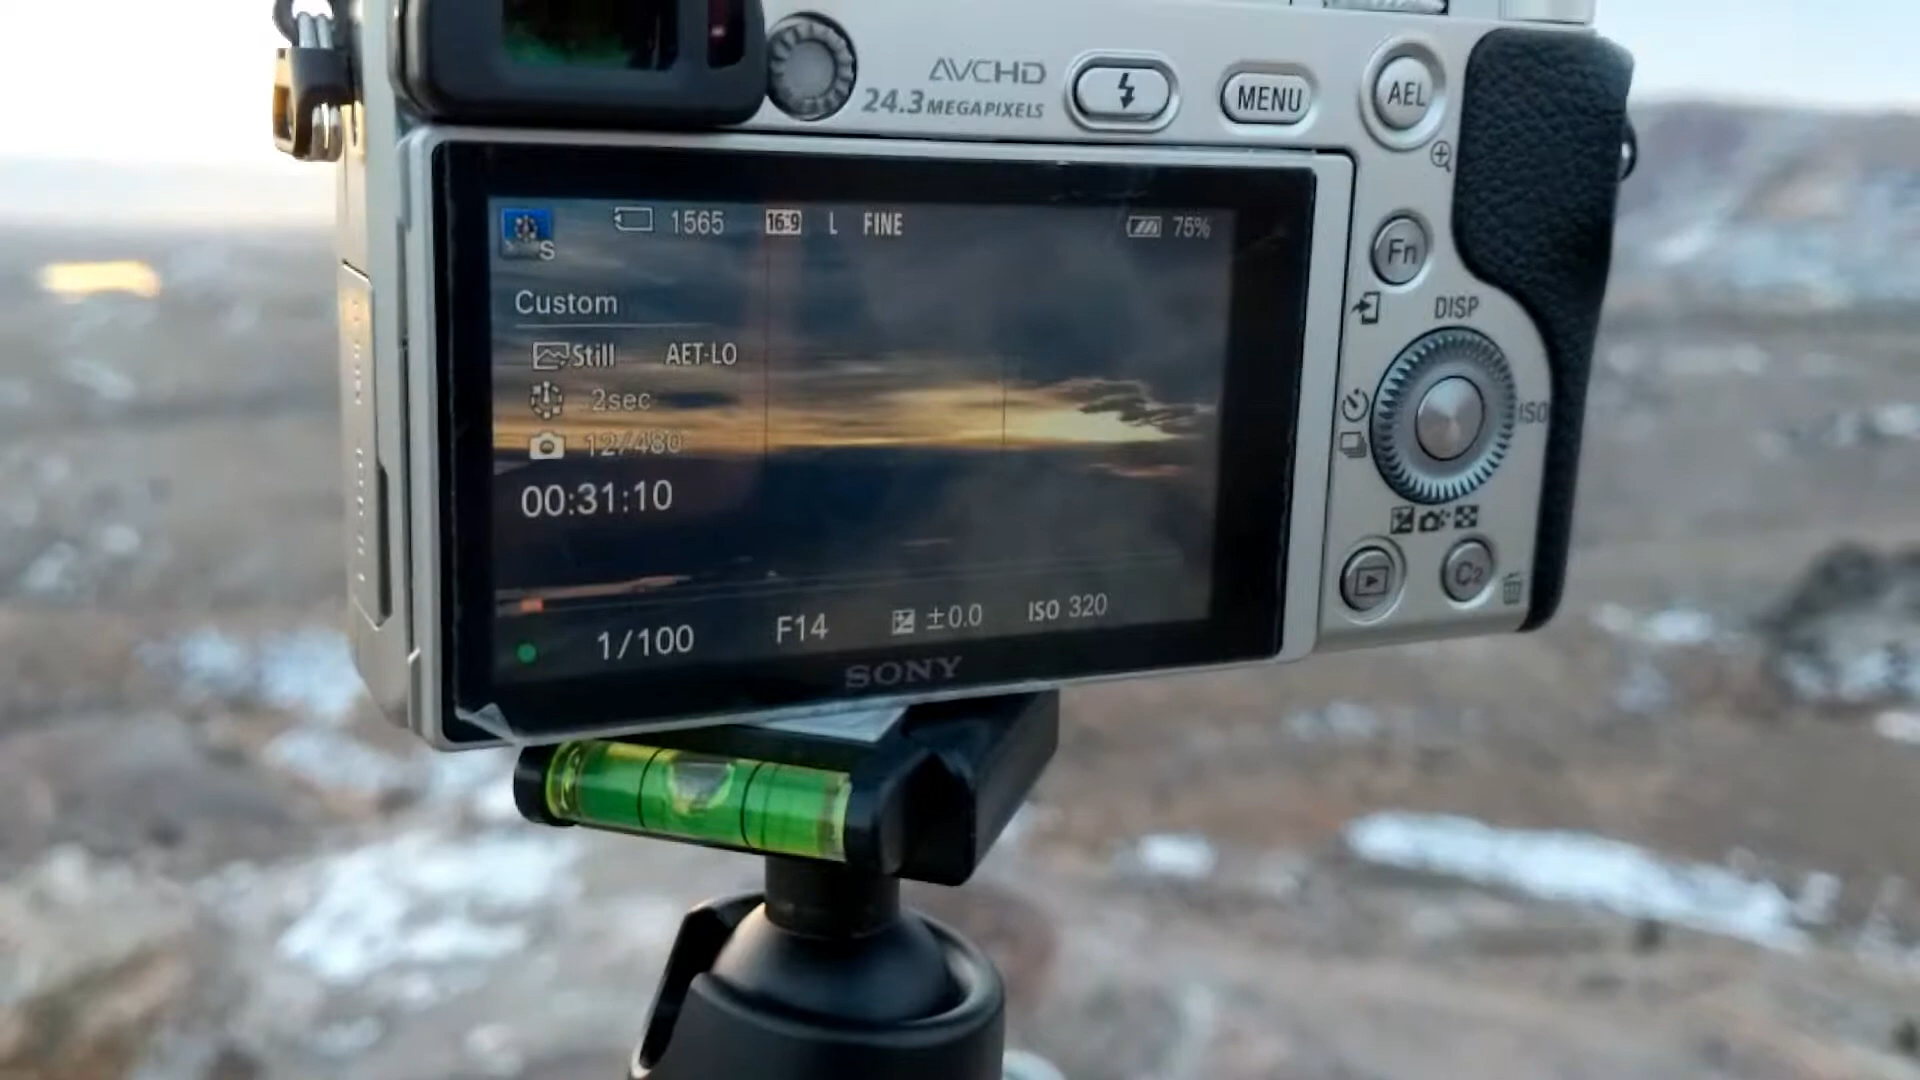 AVCHD
24.3 MEGAPIXELS
MENU
AEL
Fn
DISP
ISO
C2
S
1565 16:9 L FINE 75%
Custom
Still AET-LO
2sec
12/480
00:31:10
1/100 F14 ±0.0 ISO 320
SONY